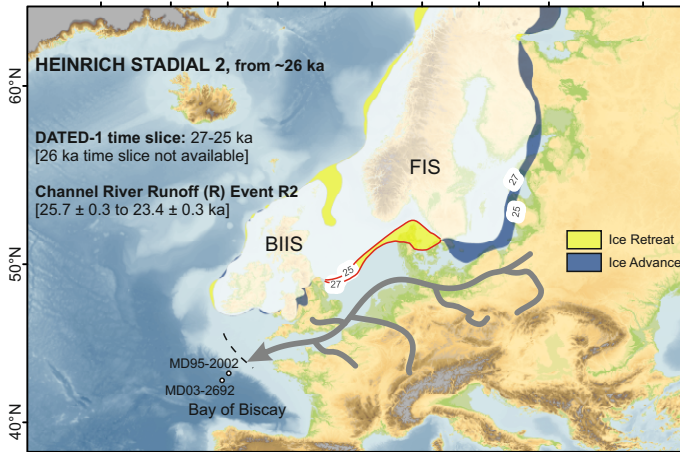 60°N
50°N
40°N
HEINRICH STADIAL 2, from ~26 ka
DATED-1 time slice: 27-25 ka
[26 ka time slice not available]
Channel River Runoff (R) Event R2
[25.7 ± 0.3 to 23.4 ± 0.3 ka]
FIS
BIIS
27
25
25
27
Ice Retreat
Ice Advance
MD95-2002
MD03-2692
Bay of Biscay